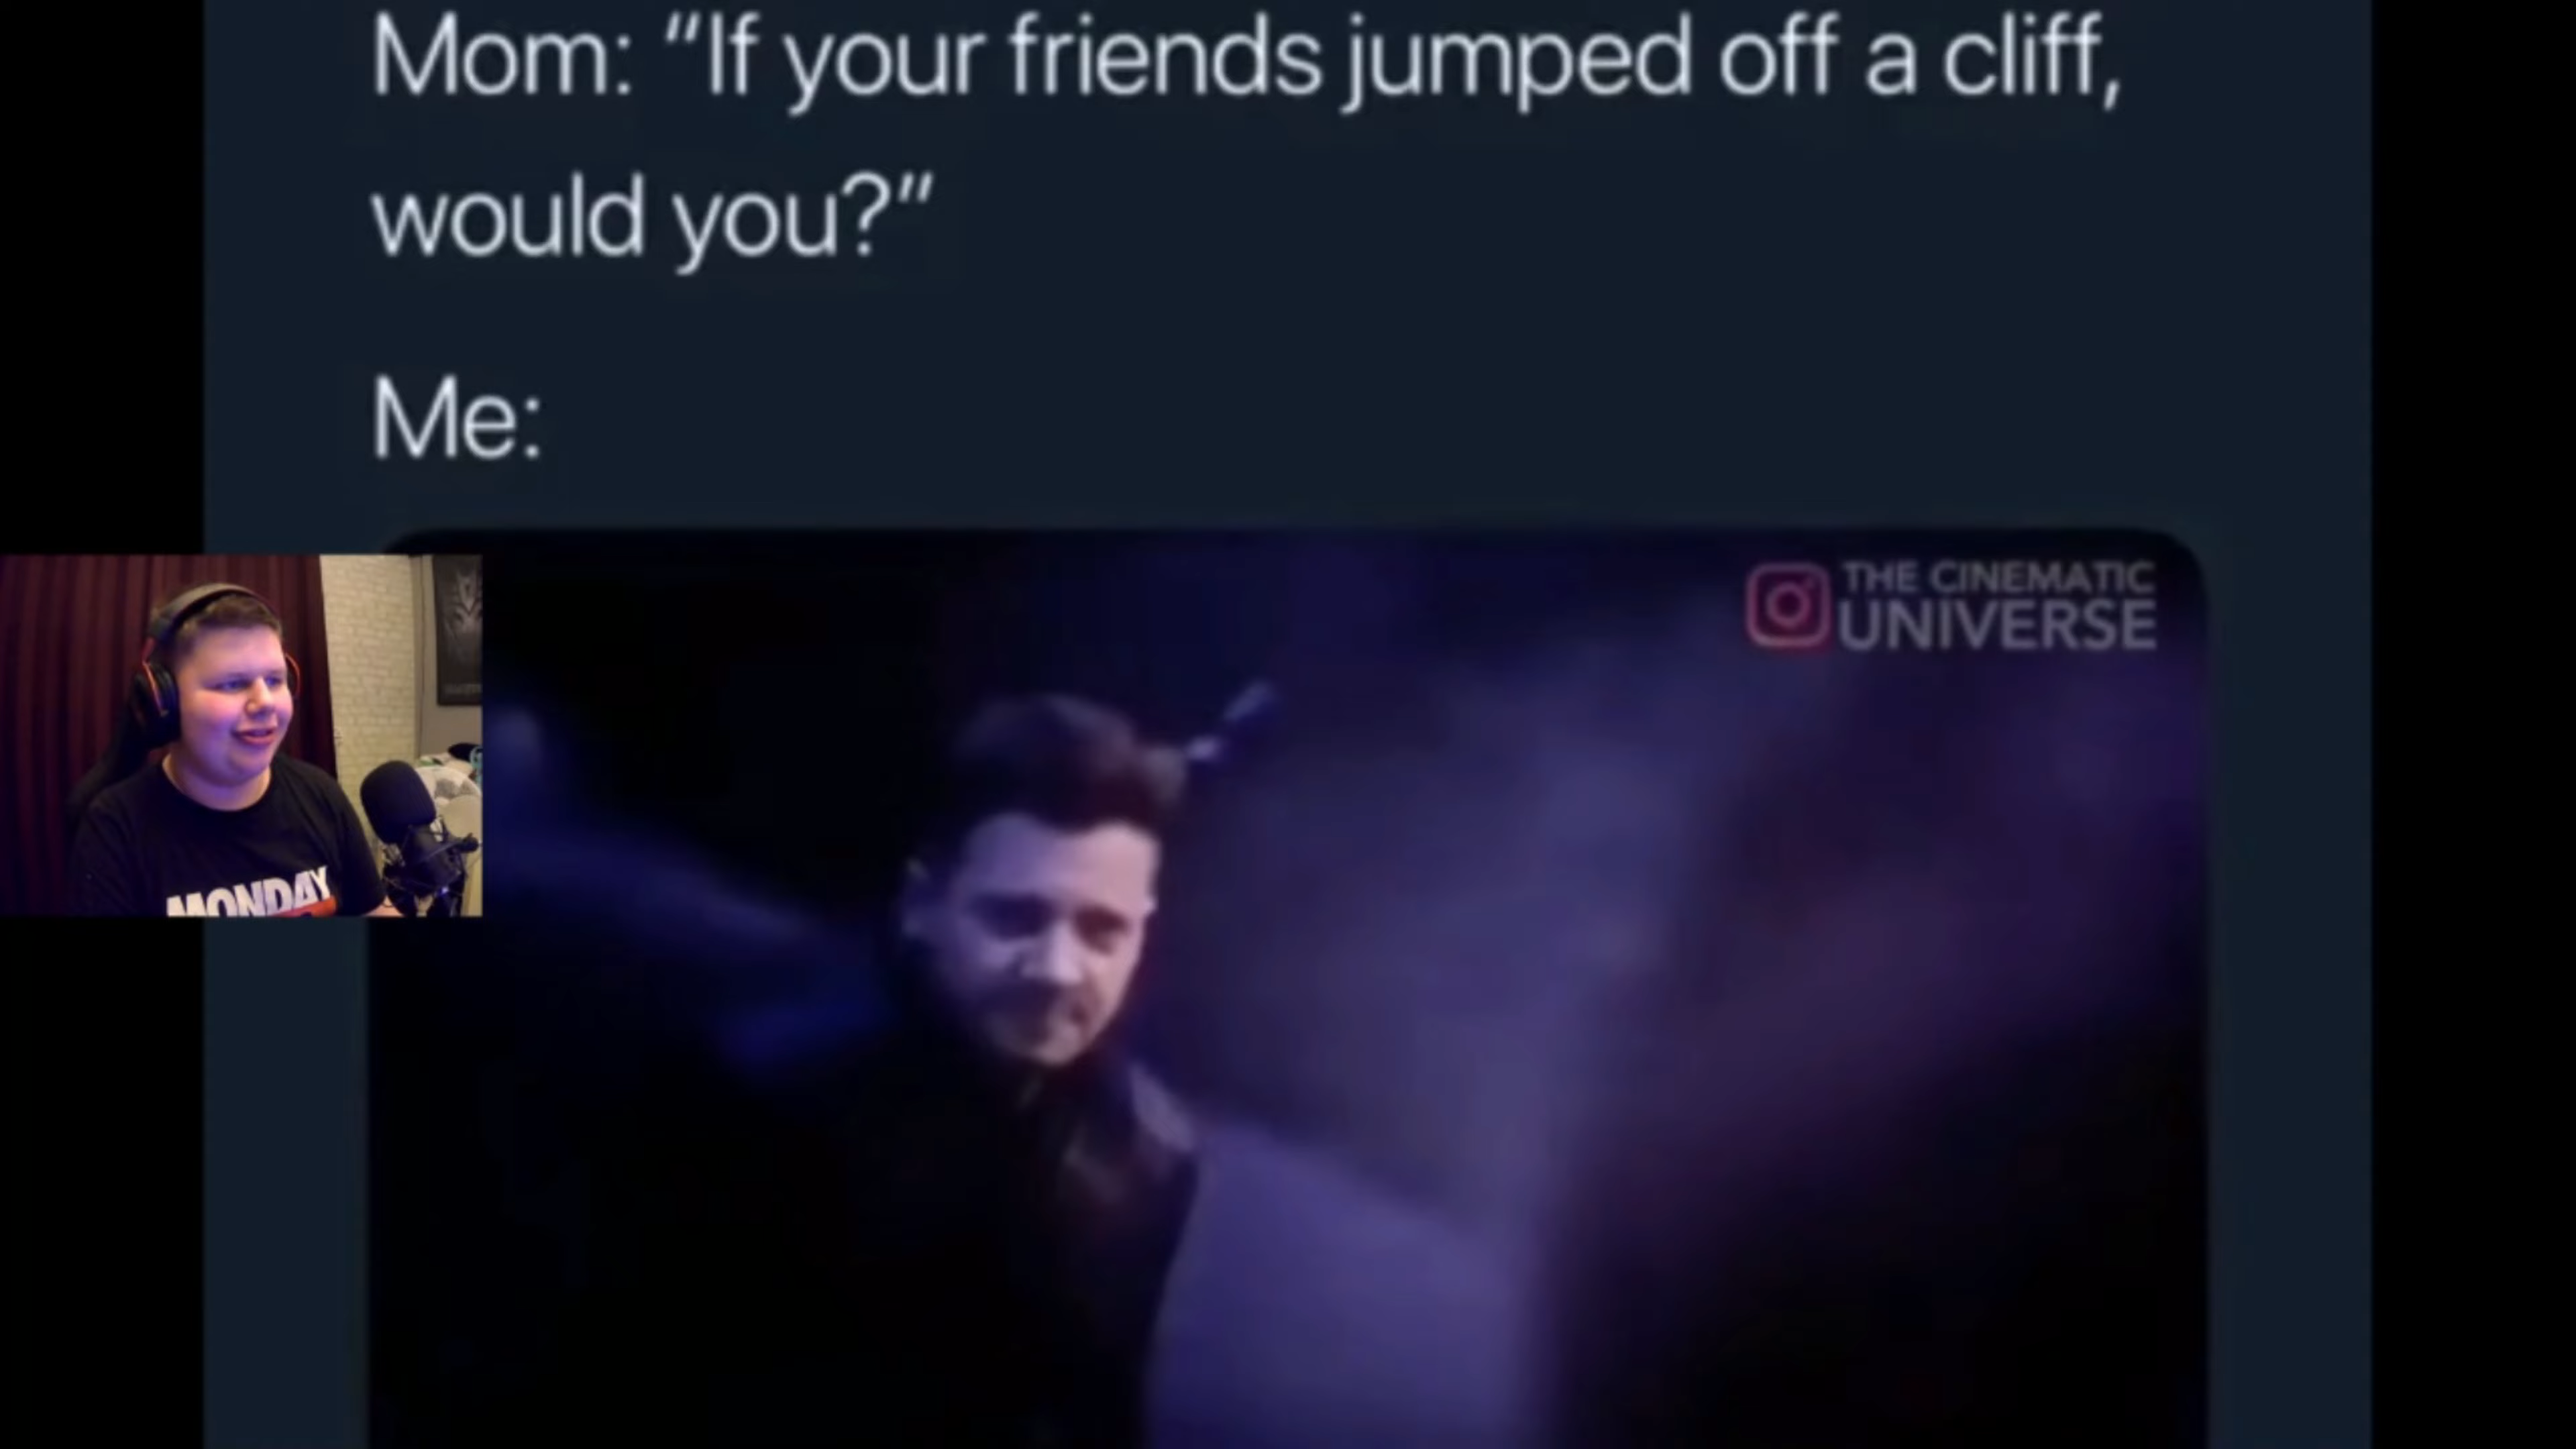 Mom: “If your friends jumped off a cliff,
would you?”
Me:
THE CINEMATIC
UNIVERSE
MONDAY